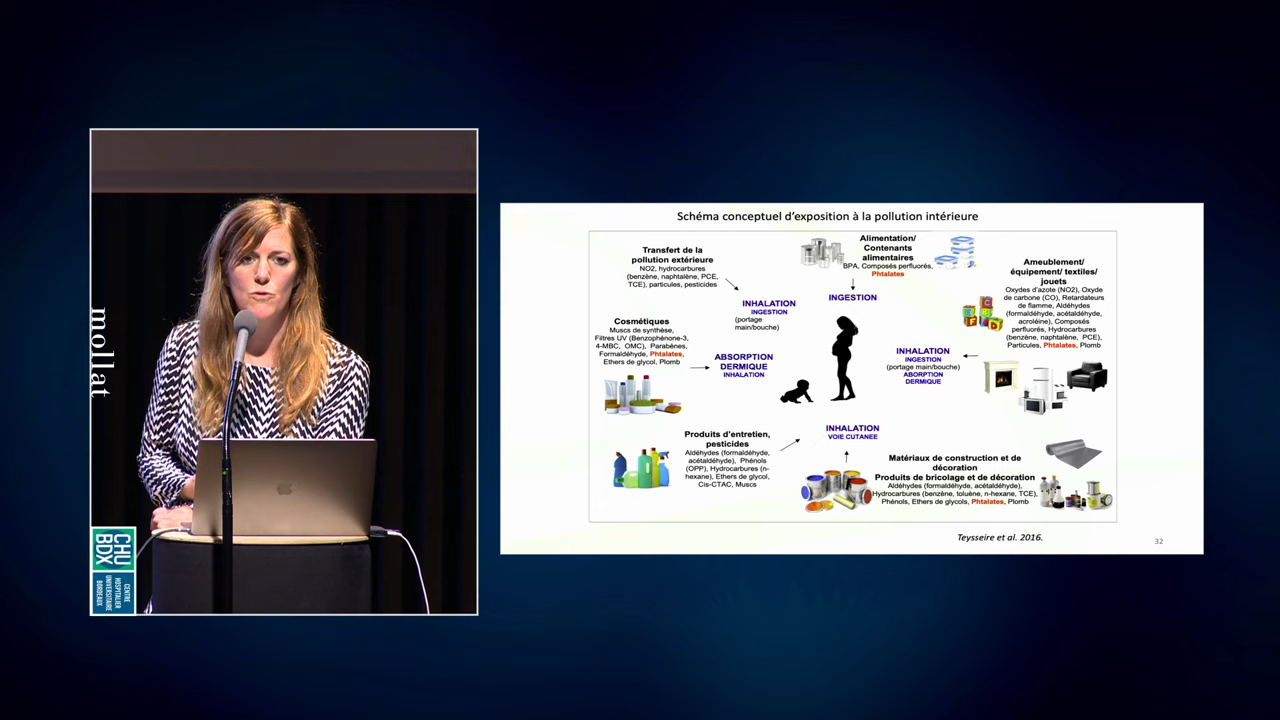 mollat
CHU
BDX
CENTRE
HOSPITALIER
UNIVERSITAIRE
BORDEAUX
Schéma conceptuel d'exposition à la pollution intérieure
Transfert de la
pollution extérieure
NO2, hydrocarbures
(benzène, naphtalène, PCE,
TCE), particules, pesticides
INHALATION
INGESTION
(portage
main/bouche)
Alimentation/
Contenants
alimentaires
BPA, Composés perfluorés,
Phtalates
INGESTION
Ameublement/
équipement/ textiles/
jouets
Oxydes d'azote (NO2), Oxyde
de carbone (CO), Retardateurs
de flamme, Aldéhydes
(formaldéhyde, acétaldéhyde,
acroléine), Composés
perfluorés, Hydrocarbures
(benzène, naphtalène, PCE),
Particules, Phtalates, Plomb
Cosmétiques
Muscs de synthèse,
Filtres UV (Benzophénone-3,
4-MBC, OMC), Parabènes,
Formaldéhyde, Phtalates,
Ethers de glycol, Plomb
ABSORPTION
DERMIQUE
INHALATION
INHALATION
INGESTION
(portage main/bouche)
ABORPTION
DERMIQUE
Produits d'entretien,
pesticides
Aldéhydes (formaldéhyde,
acétaldéhyde), Phénols
(OPP), Hydrocarbures (n-
hexane), Ethers de glycol,
Cis-CTAC, Muscs
INHALATION
VOIE CUTANEE
Matériaux de construction et de
décoration
Produits de bricolage et de décoration
Aldéhydes (formaldéhyde, acétaldéhyde),
Hydrocarbures (benzène, toluène, n-hexane, TCE),
Phénols, Ethers de glycols, Phtalates, Plomb
Teysseire et al. 2016.
32